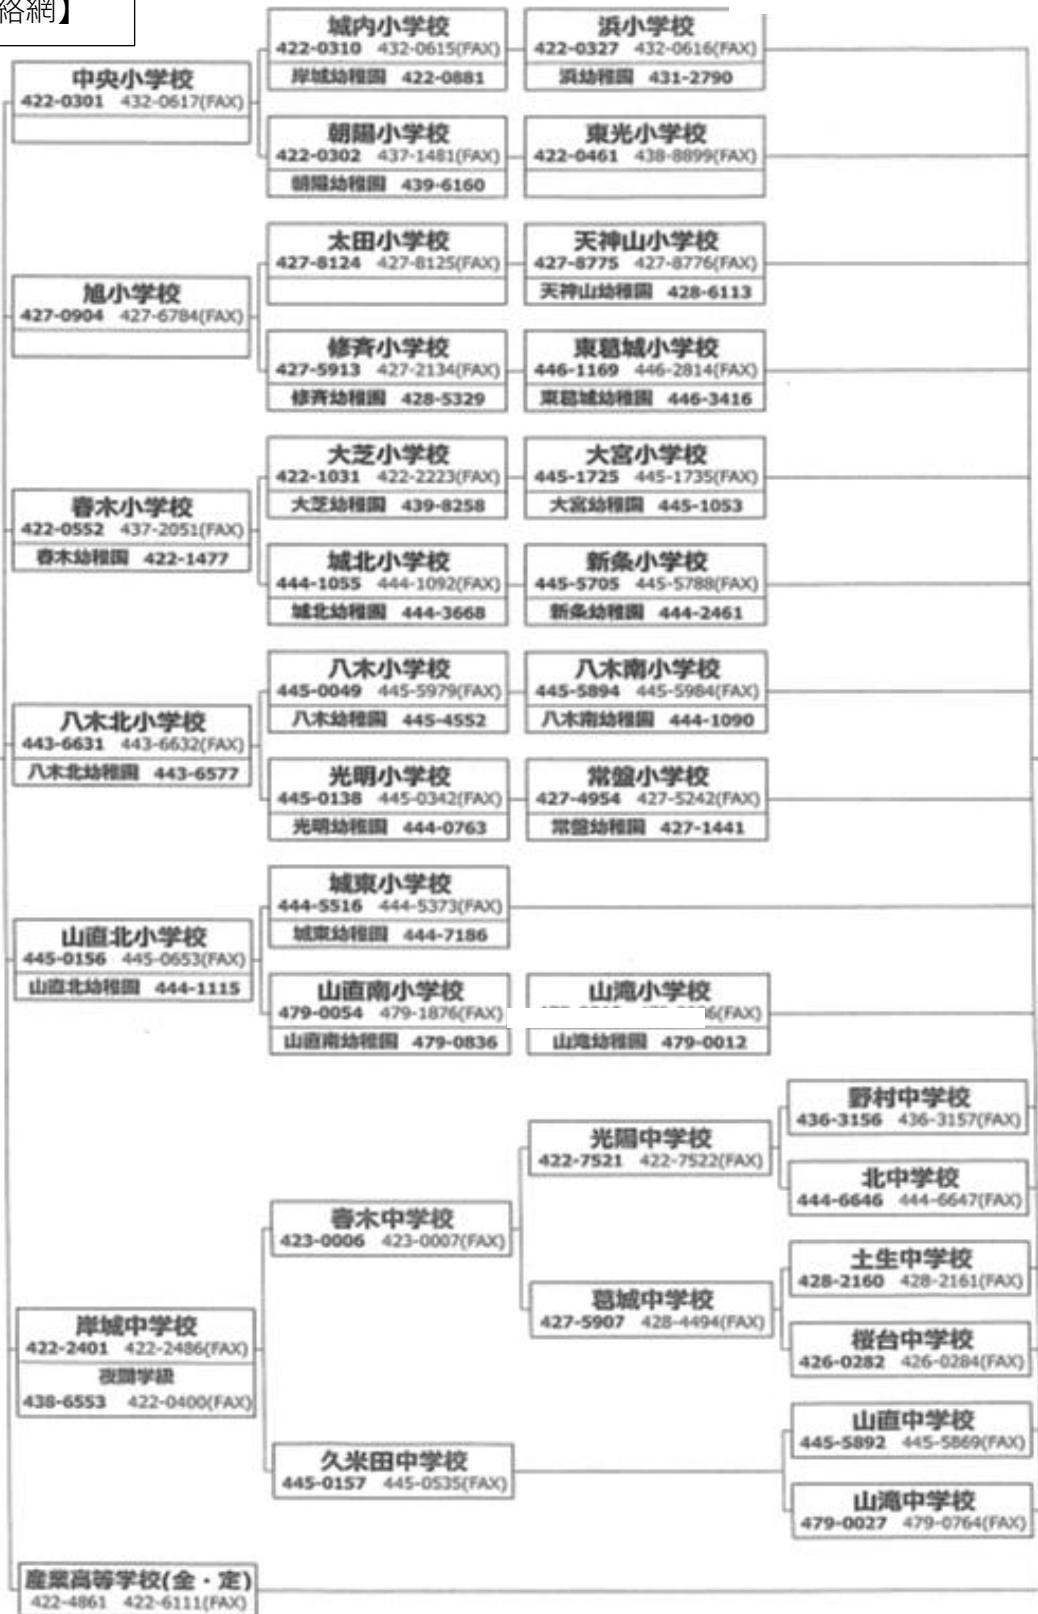 絡網】
中央小学校
422-0301 432-0617(FAX)
城内小学校
422-0310 432-0615(FAX)
岸城幼稚園 422-0881
浜小学校
422-0327 432-0616(FAX)
浜幼稚園 431-2790
朝陽小学校
422-0302 437-1481(FAX)
朝陽幼稚園 439-6160
東光小学校
422-0461 438-8899(FAX)
旭小学校
427-0904 427-6784(FAX)
太田小学校
427-8124 427-8125(FAX)
天神山小学校
427-8775 427-8776(FAX)
天神山幼稚園 428-6113
修斉小学校
427-5913 427-2134(FAX)
修斉幼稚園 428-5329
東葛城小学校
446-1169 446-2814(FAX)
東葛城幼稚園 446-3416
春木小学校
422-0552 437-2051(FAX)
春木幼稚園 422-1477
大芝小学校
422-1031 422-2223(FAX)
大芝幼稚園 439-8258
大宮小学校
445-1725 445-1735(FAX)
大宮幼稚園 445-1053
城北小学校
444-1055 444-1092(FAX)
城北幼稚園 444-3668
新条小学校
445-5705 445-5788(FAX)
新条幼稚園 444-2461
八木北小学校
443-6631 443-6632(FAX)
八木北幼稚園 443-6577
八木小学校
445-0049 445-5979(FAX)
八木幼稚園 445-4552
八木南小学校
445-5894 445-5984(FAX)
八木南幼稚園 444-1090
光明小学校
445-0138 445-0342(FAX)
光明幼稚園 444-0763
常盤小学校
427-4954 427-5242(FAX)
常盤幼稚園 427-1441
山直北小学校
445-0156 445-0653(FAX)
山直北幼稚園 444-1115
城東小学校
444-5516 444-5373(FAX)
城東幼稚園 444-7186
山直南小学校
479-0054 479-1876(FAX)
山直南幼稚園 479-0836
山滝小学校
6(FAX)
山滝幼稚園 479-0012
岸城中学校
422-2401 422-2486(FAX)
夜間学級
438-6553 422-0400(FAX)
春木中学校
423-0006 423-0007(FAX)
光陽中学校
422-7521 422-7522(FAX)
野村中学校
436-3156 436-3157(FAX)
北中学校
444-6646 444-6647(FAX)
葛城中学校
427-5907 428-4494(FAX)
土生中学校
428-2160 428-2161(FAX)
桜台中学校
426-0282 426-0284(FAX)
久米田中学校
445-0157 445-0535(FAX)
山直中学校
445-5892 445-5869(FAX)
山滝中学校
479-0027 479-0764(FAX)
産業高等学校(全・定)
422-4861 422-6111(FAX)